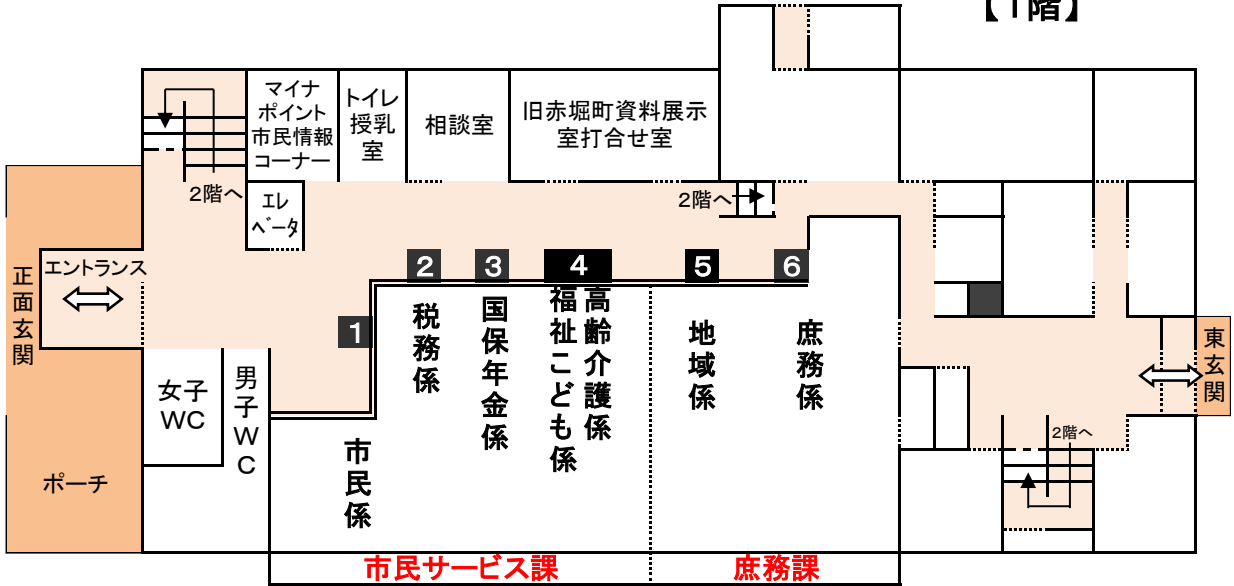 【1階】
マイナ
ポイント
市民情報
コーナー
トイレ
授乳
室
相談室
旧赤堀町資料展示
室打合せ室
2階へ
エレ
ベータ
2階へ
正面玄関
エントランス
1
2
3
4
5
6
税務係
国保年金係
高齢介護係
福祉こども係
地域係
庶務係
市民係
女子
WC
男子WC
ポーチ
東玄関
2階へ
市民サービス課
庶務課